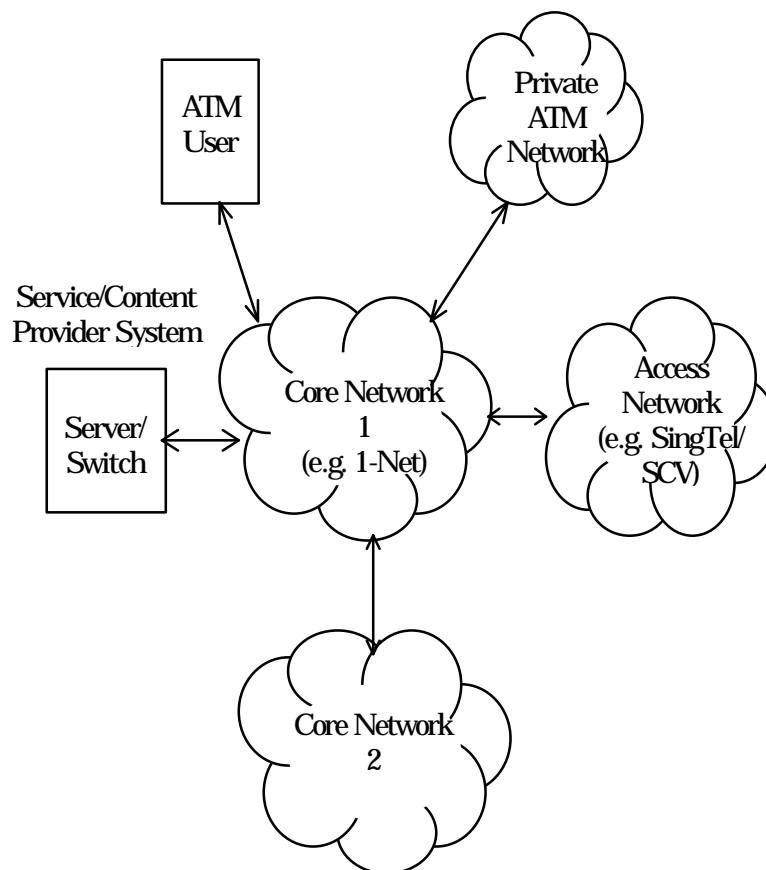 ATM
User
Private
ATM
Network
Service/Content
Provider System
Server/
Switch
Core Network
1
(e.g. 1-Net)
Access
Network
(e.g. SingTel/
SCV)
Core Network
2